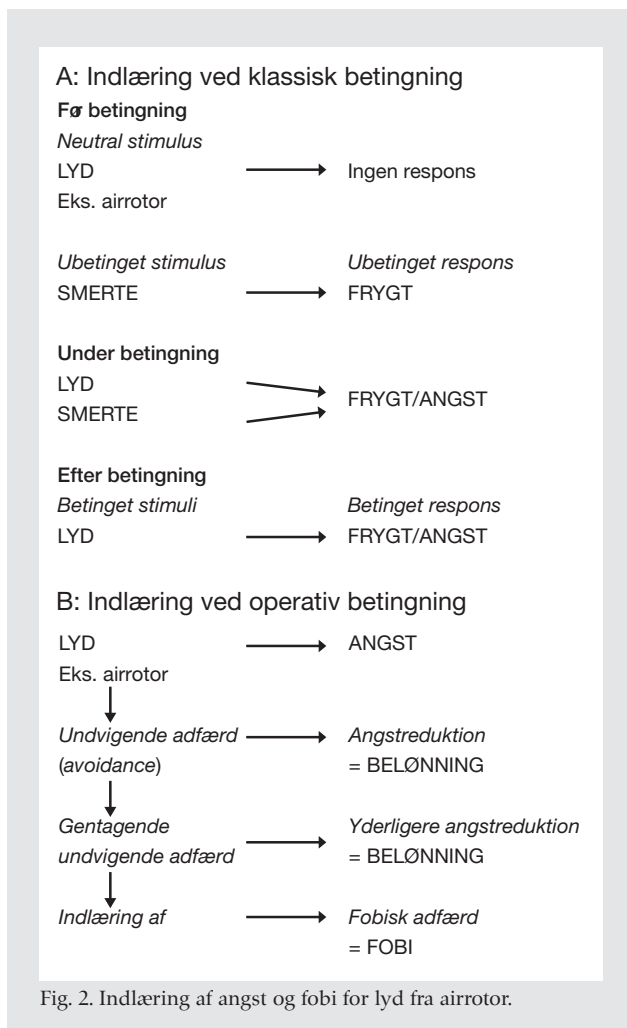 A: Indlæring ved klassisk betingning
Før betingning
Neutral stimulus
LYD Ingen respons
Eks. airrotor
Ubetinget stimulus Ubetinget respons
SMERTE FRYGT
Under betingning
LYD
FRYGT/ANGST
SMERTE
Efter betingning
Betinget stimuli Betinget respons
LYD FRYGT/ANGST
B: Indlæring ved operativ betingning
LYD ANGST
Eks. airrotor
Undvigende adfærd Angstreduktion
(avoidance) = BELØNNING
Gentagende Yderligere angstreduktion
undvigende adfærd = BELØNNING
Indlæring af Fobisk adfærd
= FOBI
Fig. 2. Indlæring af angst og fobi for lyd fra airrotor.